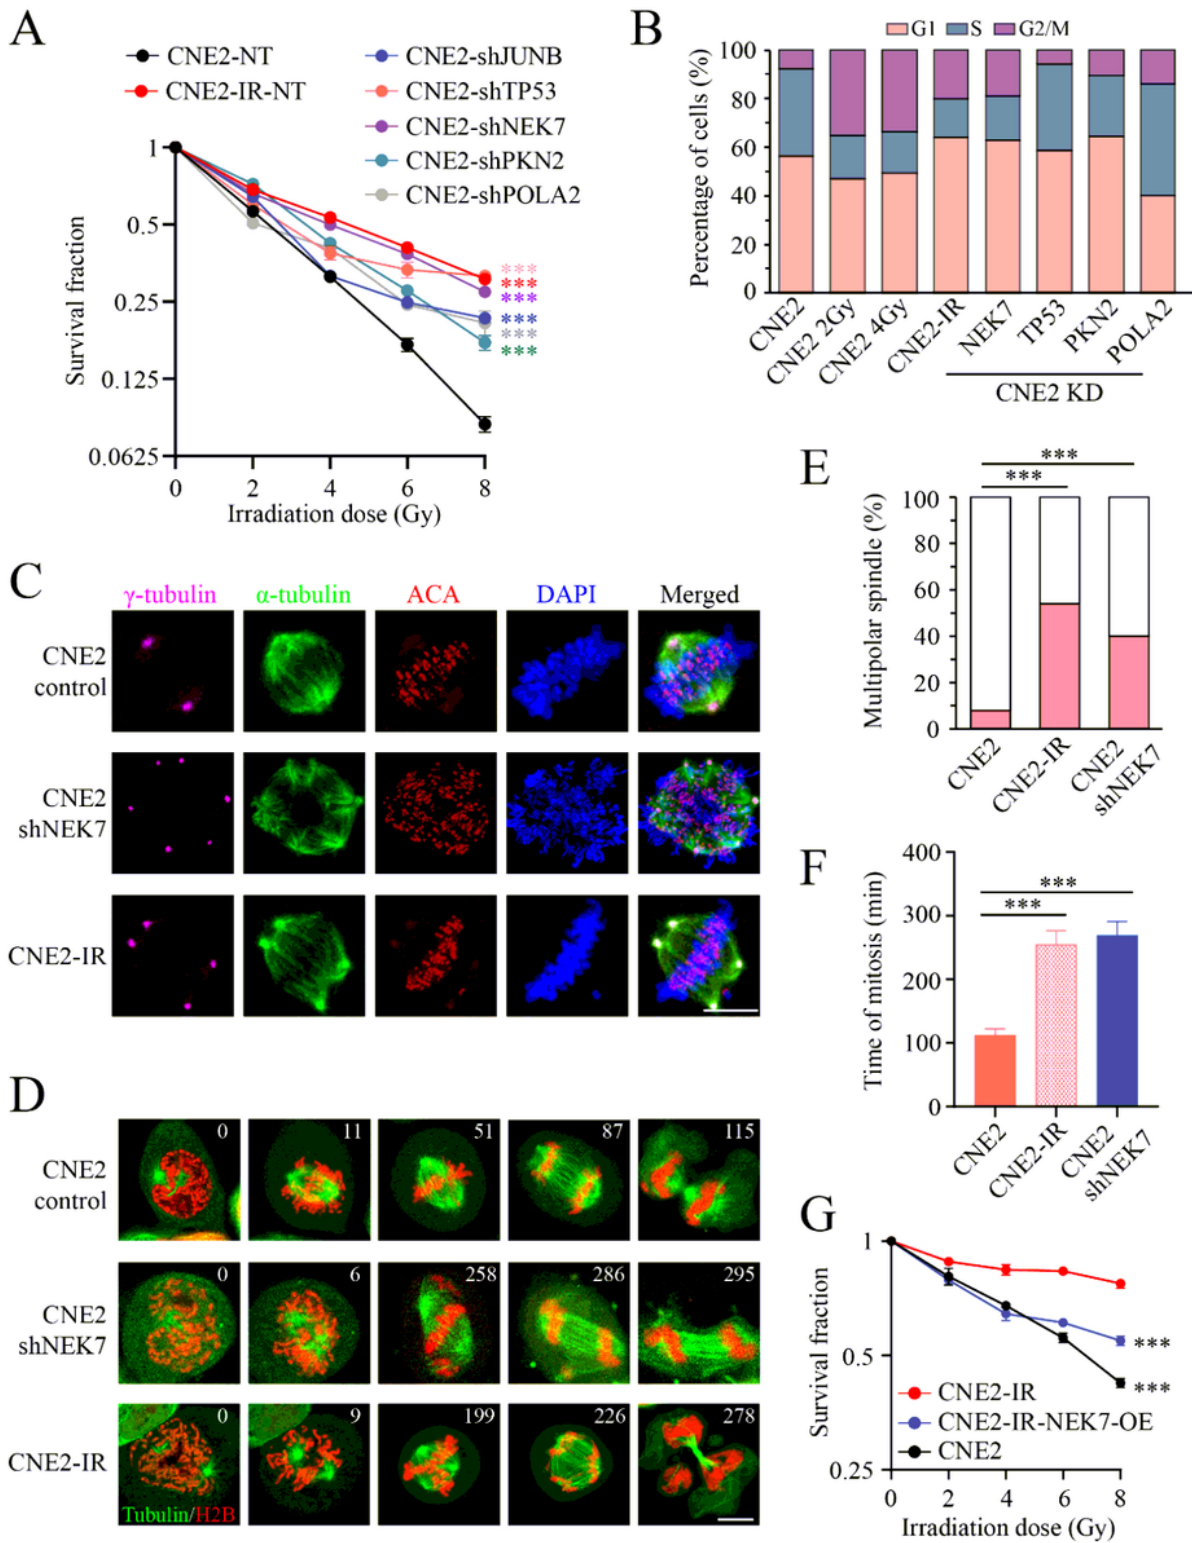 A
CNE2-NT
CNE2-IR-NT
CNE2-shJUNB
CNE2-shTP53
CNE2-shNEK7
CNE2-shPKN2
CNE2-shPOLA2
Survival fraction
1
0.5
0.25
0.125
0.0625
***
***
***
***
***
***
0 2 4 6 8
Irradiation dose (Gy)
B
G1 S G2/M
Percentage of cells (%)
100
80
60
40
20
0
CNE2
CNE2 2Gy
CNE2 4Gy
CNE2-IR
NEK7
TP53
PKN2
POLA2
CNE2 KD
C
γ-tubulin α-tubulin ACA DAPI Merged
CNE2
control
CNE2
shNEK7
CNE2-IR
D
CNE2
control
0 11 51 87 115
CNE2
shNEK7
0 6 258 286 295
CNE2-IR
0 9 199 226 278
Tubulin/H2B
E
***
***
Multipolar spindle (%)
100
80
60
40
20
0
CNE2
CNE2-IR
CNE2
shNEK7
F
Time of mitosis (min)
400
300
200
100
0
***
***
CNE2
CNE2-IR
CNE2
shNEK7
G
Survival fraction
1
0.5
0.25
***
***
CNE2-IR
CNE2-IR-NEK7-OE
CNE2
0 2 4 6 8
Irradiation dose (Gy)